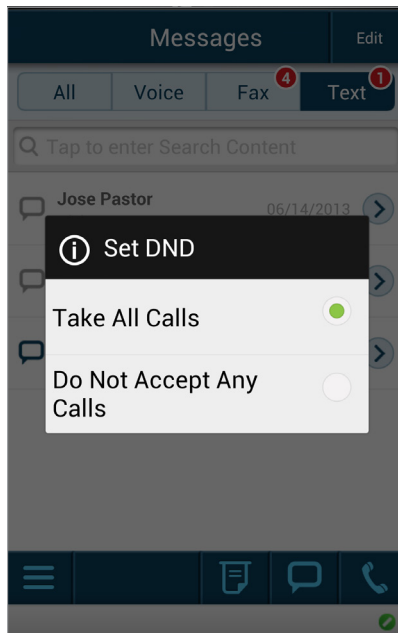 Messages
Edit
All
Voice
Fax
4
Text
1
Tap to enter Search Content
Jose Pastor
06/14/2013
Set DND
Take All Calls
Do Not Accept Any
Calls